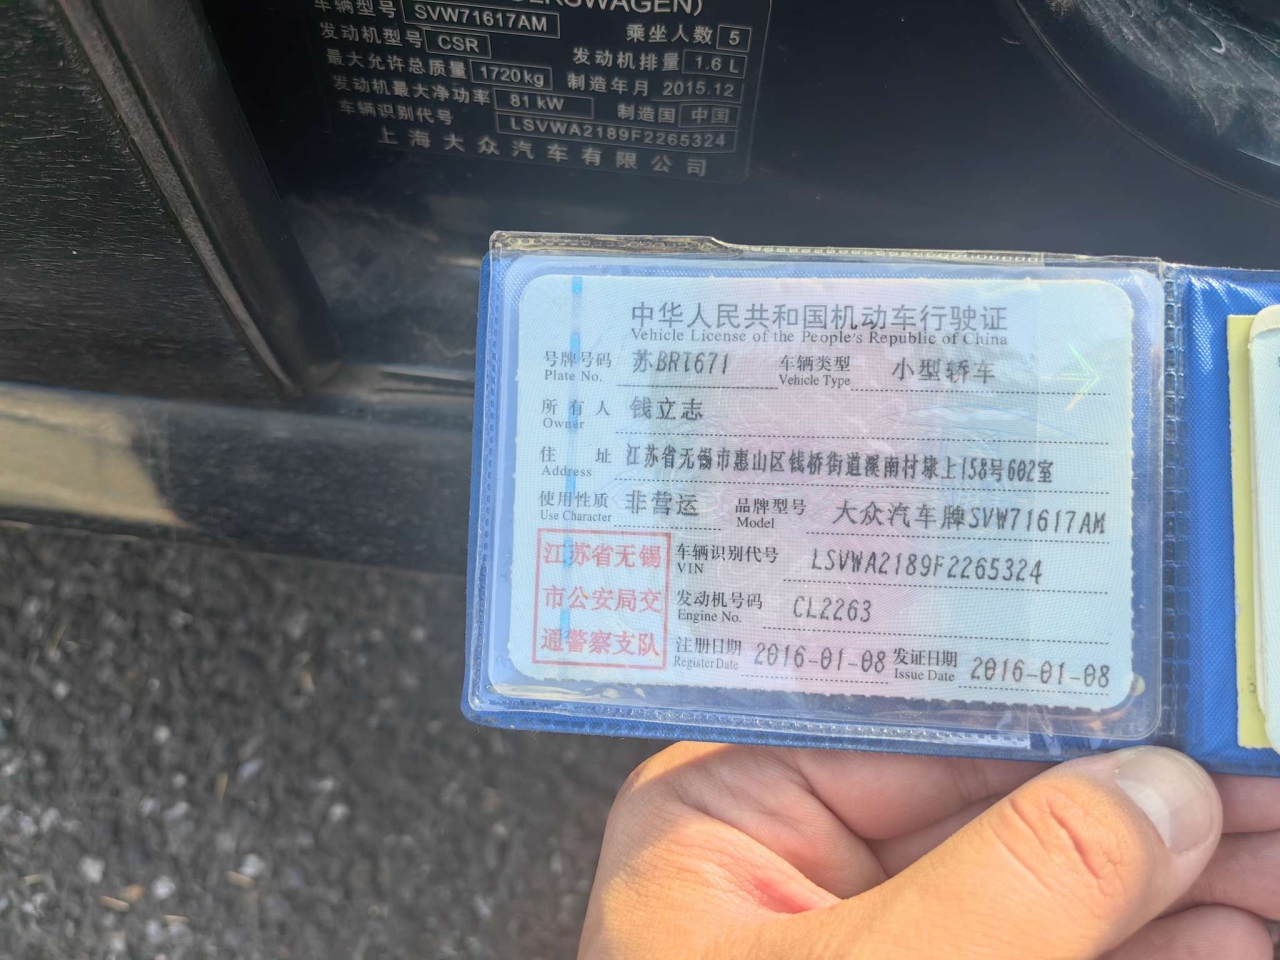 车辆型号 SVW71617AM
乘坐人数 5
发动机型号 CSR
发动机排量 1.6 L
最大允许总质量 1720kg 制造年月 2015.12
发动机最大净功率 81 kW 制造国 中国
车辆识别代号 LSVWA2189F2265324
上海大众汽车有限公司
中华人民共和国机动车行驶证
Vehicle License of the People's Republic of China
号牌号码 苏BRT671 车辆类型 小型轿车
Plate No. Vehicle Type
所有人 钱立志
Owner
住址 江苏省无锡市惠山区钱桥街道溪南村 上158号602室
Address
使用性质 非营运 品牌型号 大众汽车牌SVW71617AM
Use Character Model
江苏省无锡
市公安局交
通警察支队
车辆识别代号 LSVWA2189F2265324
VIN
发动机号码 CL2263
Engine No.
注册日期 2016-01-08 发证日期 2016-01-08
Register Date Issue Date